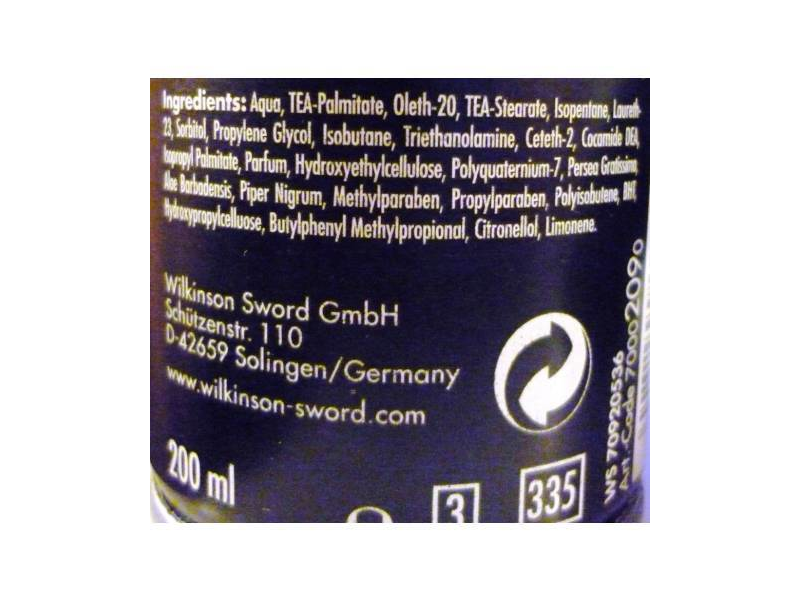 Ingredients: Aqua, TEA-Palmitate, Oleth-20, TEA-Stearate, Isopentane, Laureth-
23, Sorbitol, Propylene Glycol, Isobutane, Triethanolamine, Ceteth-2, Cocamide DEA,
Isopropyl Palmitate, Parfum, Hydroxyethylcellulose, Polyquaternium-7, Persea Gratissima,
Aloe Barbadensis, Piper Nigrum, Methylparaben, Propylparaben, Polyisobutene, BHT,
Hydroxypropylcelluose, Butylphenyl Methylpropional, Citronellol, Limonene.
Wilkinson Sword GmbH
Schützenstr. 110
D-42659 Solingen/Germany
www.wilkinson-sword.com
200 ml
3
335
WS 70920536
Art.-Code 70002090